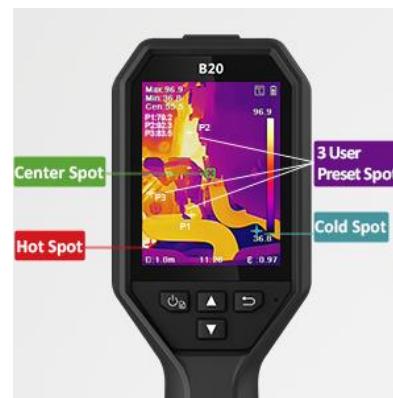 B20
Max:96.9
Min:36.8
Cen:55.5
P1:79.2
P2:92.3
P3:83.5
96.9
P2
3 User
Preset Spot
Center Spot
P3
P1
Cold Spot
Hot Spot
36.8
D:1.0m
11:26
ε:0.97